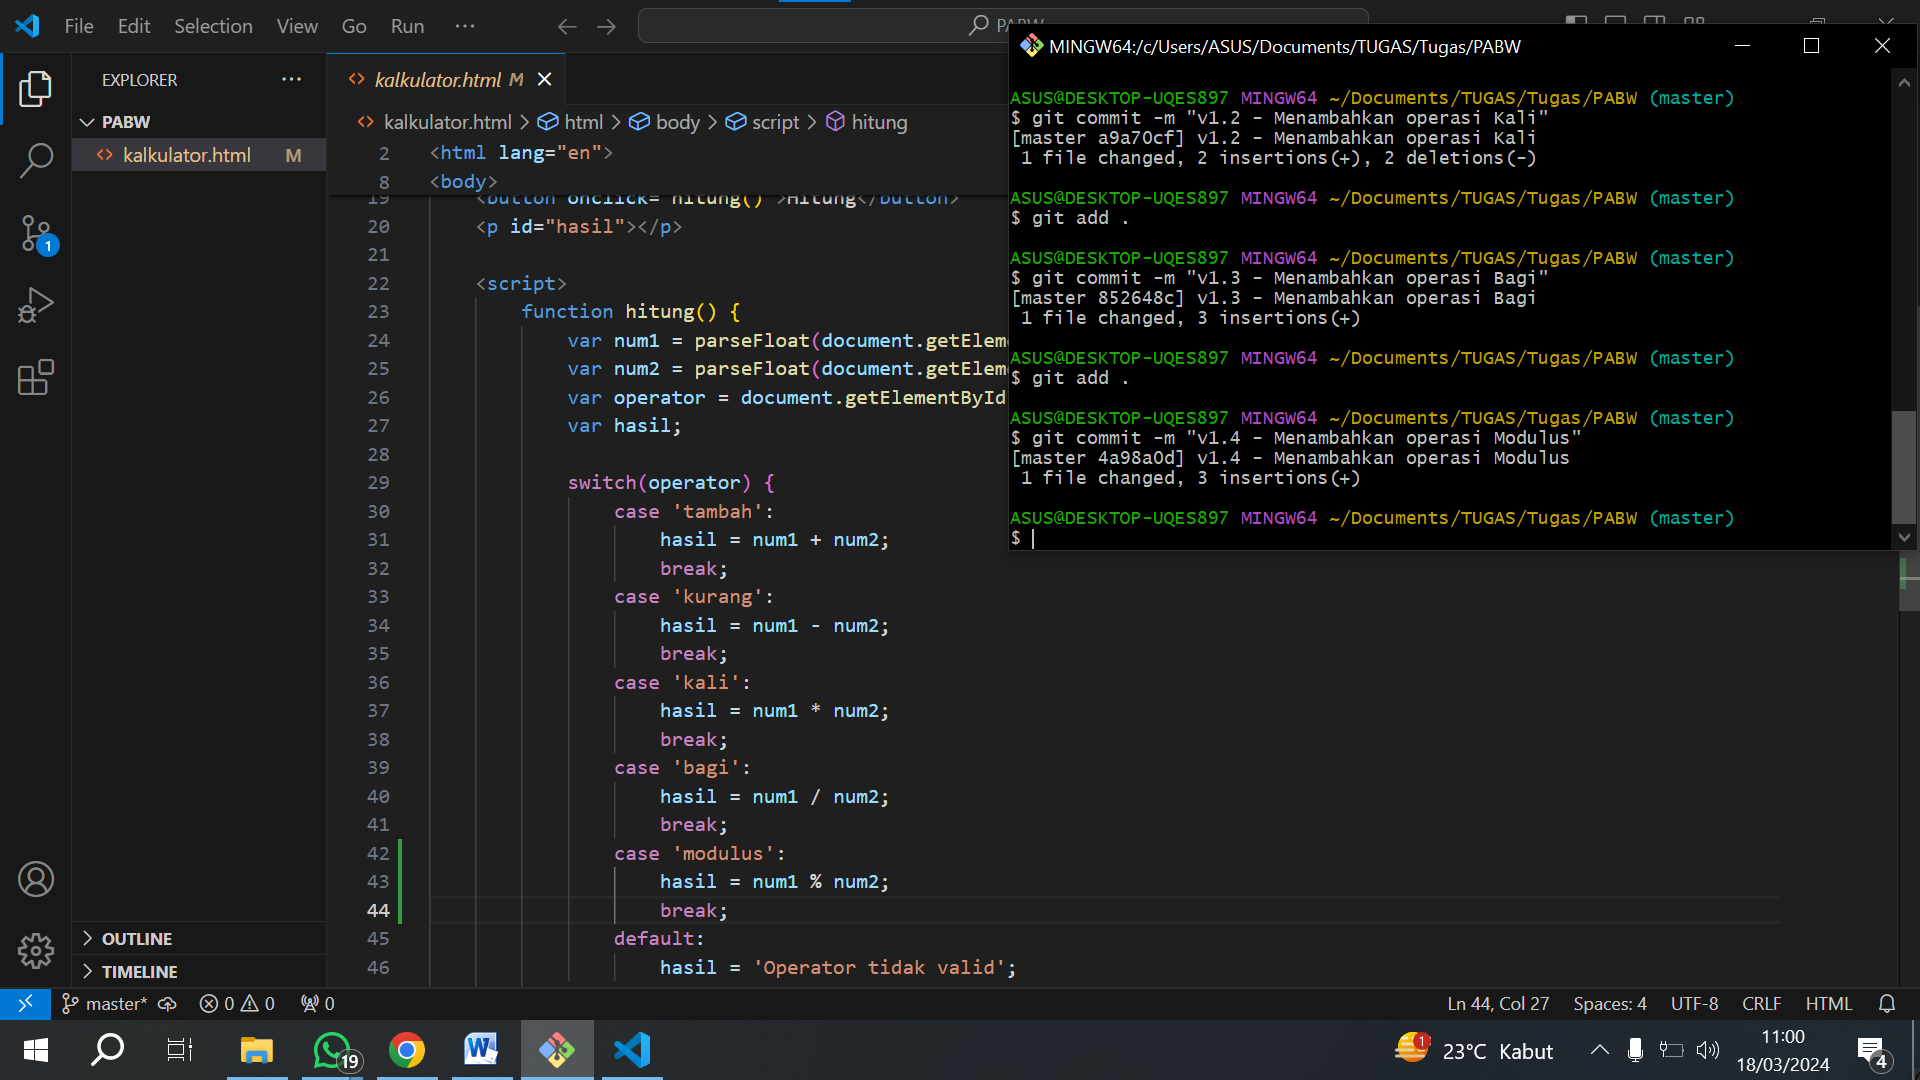 File Edit Selection View Go Run ···
EXPLORER ···
PABW
kalkulator.html M
OUTLINE
TIMELINE
kalkulator.html M
kalkulator.html > html > body > script > hitung
2 <html lang="en">
8 <body>
19 <button onclick="hitung()">Hitung</button>
20 <p id="hasil"></p>
21
22 <script>
23 function hitung() {
24 var num1 = parseFloat(document.getElem
25 var num2 = parseFloat(document.getElem
26 var operator = document.getElementById
27 var hasil;
28
29 switch(operator) {
30 case 'tambah':
31 hasil = num1 + num2;
32 break;
33 case 'kurang':
34 hasil = num1 - num2;
35 break;
36 case 'kali':
37 hasil = num1 * num2;
38 break;
39 case 'bagi':
40 hasil = num1 / num2;
41 break;
42 case 'modulus':
43 hasil = num1 % num2;
44 break;
45 default:
46 hasil = 'Operator tidak valid';
MINGW64:/c/Users/ASUS/Documents/TUGAS/Tugas/PABW
ASUS@DESKTOP-UQES897 MINGW64 ~/Documents/TUGAS/Tugas/PABW (master)
$ git commit -m "v1.2 - Menambahkan operasi Kali"
[master a9a70cf] v1.2 - Menambahkan operasi Kali
1 file changed, 2 insertions(+), 2 deletions(-)
ASUS@DESKTOP-UQES897 MINGW64 ~/Documents/TUGAS/Tugas/PABW (master)
$ git add .
ASUS@DESKTOP-UQES897 MINGW64 ~/Documents/TUGAS/Tugas/PABW (master)
$ git commit -m "v1.3 - Menambahkan operasi Bagi"
[master 852648c] v1.3 - Menambahkan operasi Bagi
1 file changed, 3 insertions(+)
ASUS@DESKTOP-UQES897 MINGW64 ~/Documents/TUGAS/Tugas/PABW (master)
$ git add .
ASUS@DESKTOP-UQES897 MINGW64 ~/Documents/TUGAS/Tugas/PABW (master)
$ git commit -m "v1.4 - Menambahkan operasi Modulus"
[master 4a98a0d] v1.4 - Menambahkan operasi Modulus
1 file changed, 3 insertions(+)
ASUS@DESKTOP-UQES897 MINGW64 ~/Documents/TUGAS/Tugas/PABW (master)
$
1
master* 0 0 0
Ln 44, Col 27 Spaces: 4 UTF-8 CRLF HTML
19
1
23°C Kabut
11:00
18/03/2024
4